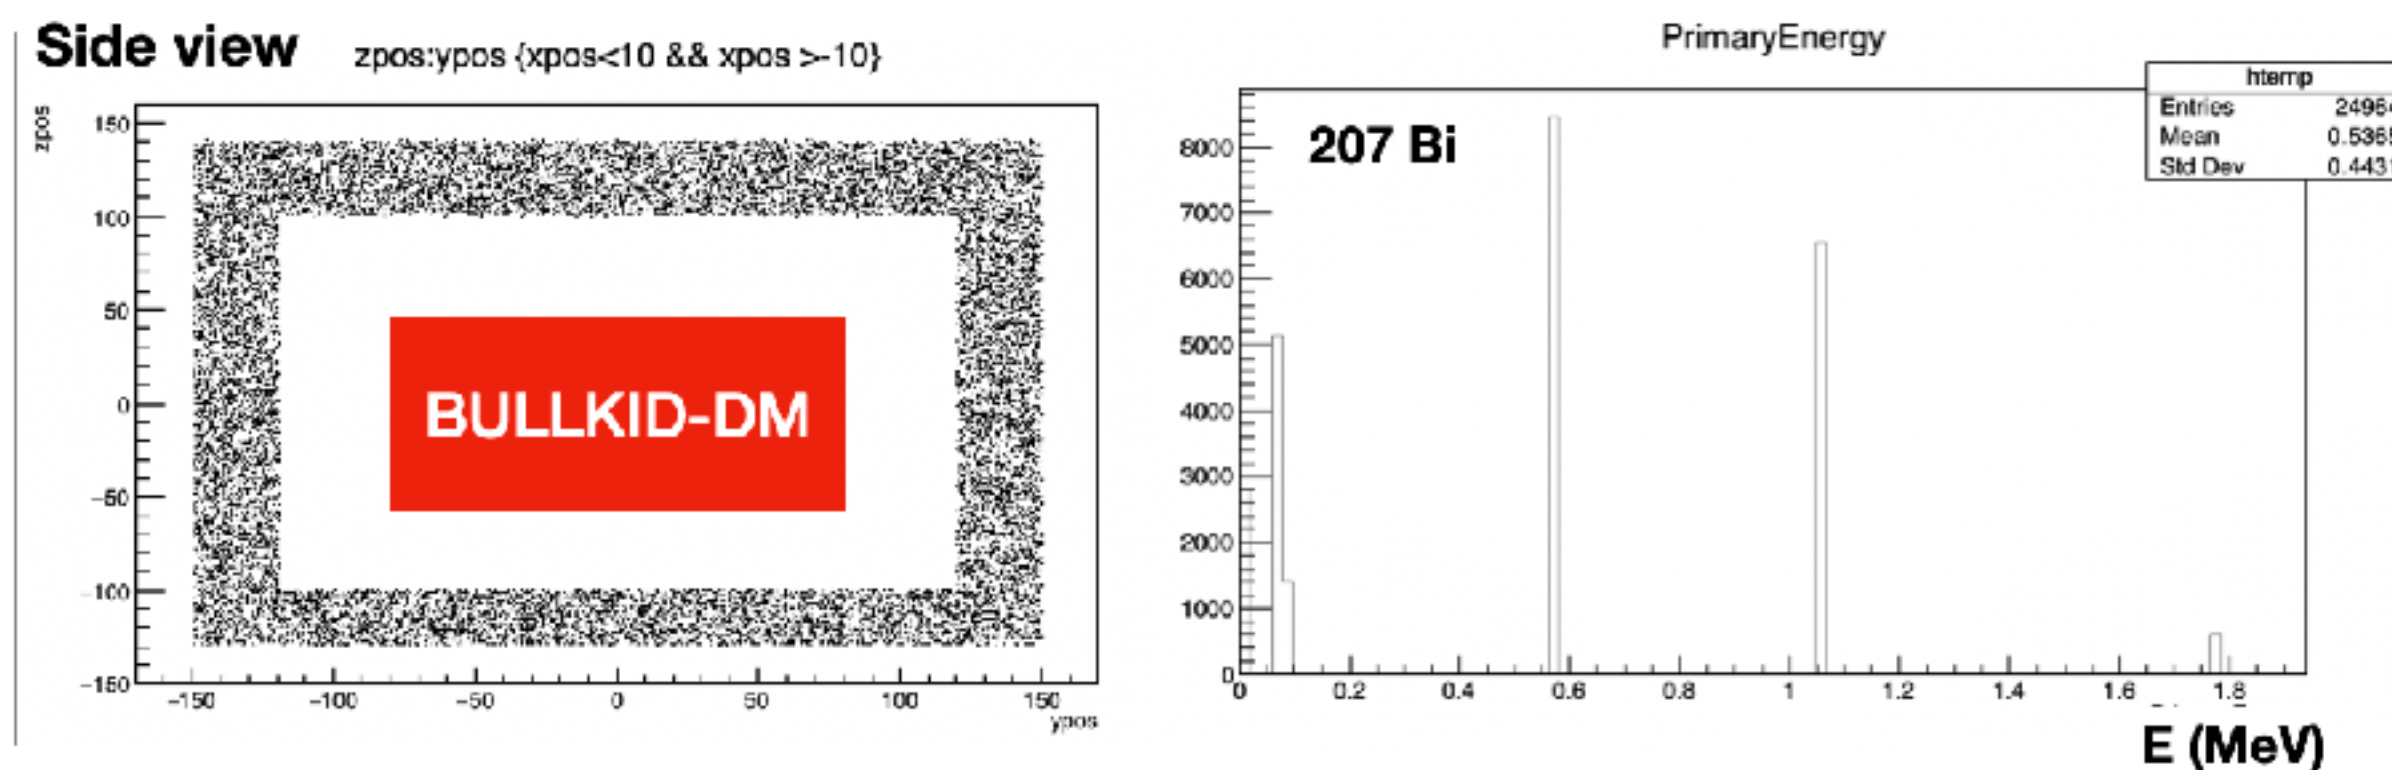 Side view zpos:ypos {xpos<10 && xpos >-10}
zpos
150
100
50
0
−50
−100
−150
−150 −100 −50 0 50 100 150
ypos
BULLKID-DM
PrimaryEnergy
htemp
Entries
Mean
Std Dev
207 Bi
8000
7000
6000
5000
4000
3000
2000
1000
0
0 0.2 0.4 0.6 0.8 1 1.2 1.4 1.6 1.8
E (MeV)